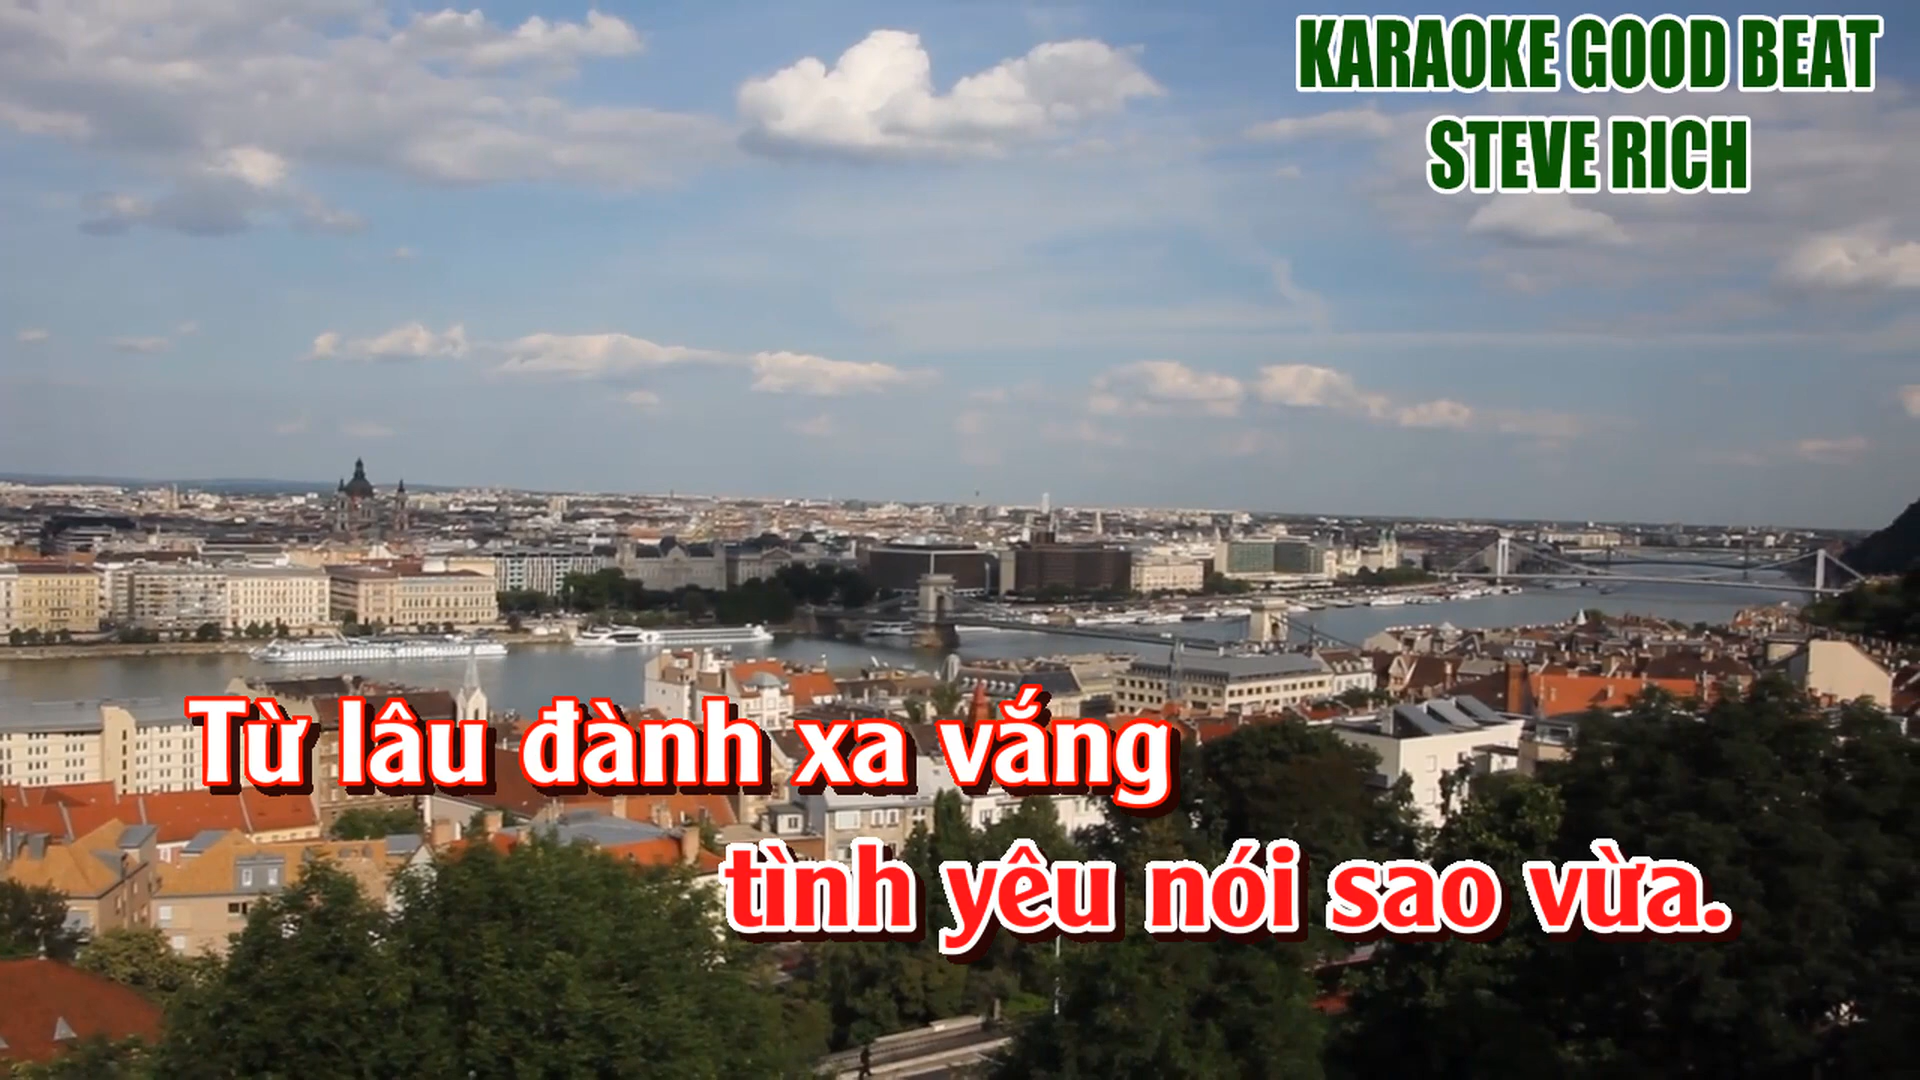 KARAOKE GOOD BEAT
STEVE RICH
Từ lâu đành xa vắng
tình yêu nói sao vừa.